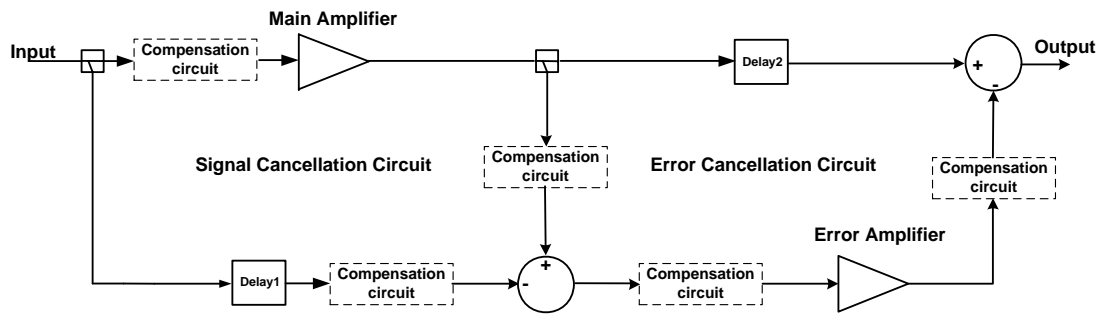 Main Amplifier
Input
Compensation
circuit
Delay2
+
-
Output
Signal Cancellation Circuit
Compensation
circuit
Error Cancellation Circuit
Compensation
circuit
Error Amplifier
Delay1
Compensation
circuit
+
-
Compensation
circuit